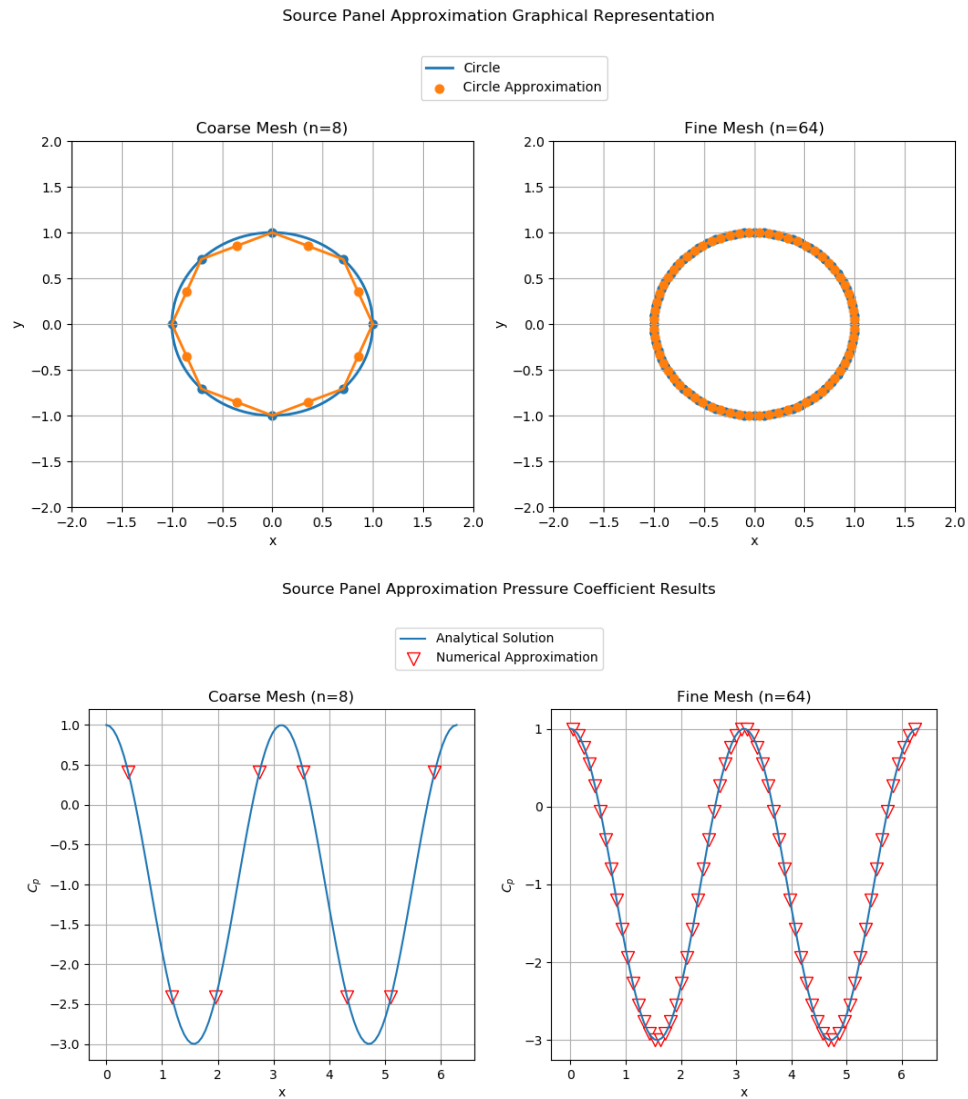 Source Panel Approximation Graphical Representation
Circle
Circle Approximation
Coarse Mesh (n=8)
2.0
1.5
1.0
0.5
0.0
−0.5
−1.0
−1.5
−2.0
y
−2.0 −1.5 −1.0 −0.5 0.0 0.5 1.0 1.5 2.0
x
Fine Mesh (n=64)
2.0
1.5
1.0
0.5
0.0
−0.5
−1.0
−1.5
−2.0
y
−2.0 −1.5 −1.0 −0.5 0.0 0.5 1.0 1.5 2.0
x
Source Panel Approximation Pressure Coefficient Results
Analytical Solution
Numerical Approximation
Coarse Mesh (n=8)
1.0
0.5
0.0
−0.5
−1.0
−1.5
−2.0
−2.5
−3.0
Cp
0 1 2 3 4 5 6
x
Fine Mesh (n=64)
1
0
−1
−2
−3
Cp
0 1 2 3 4 5 6
x